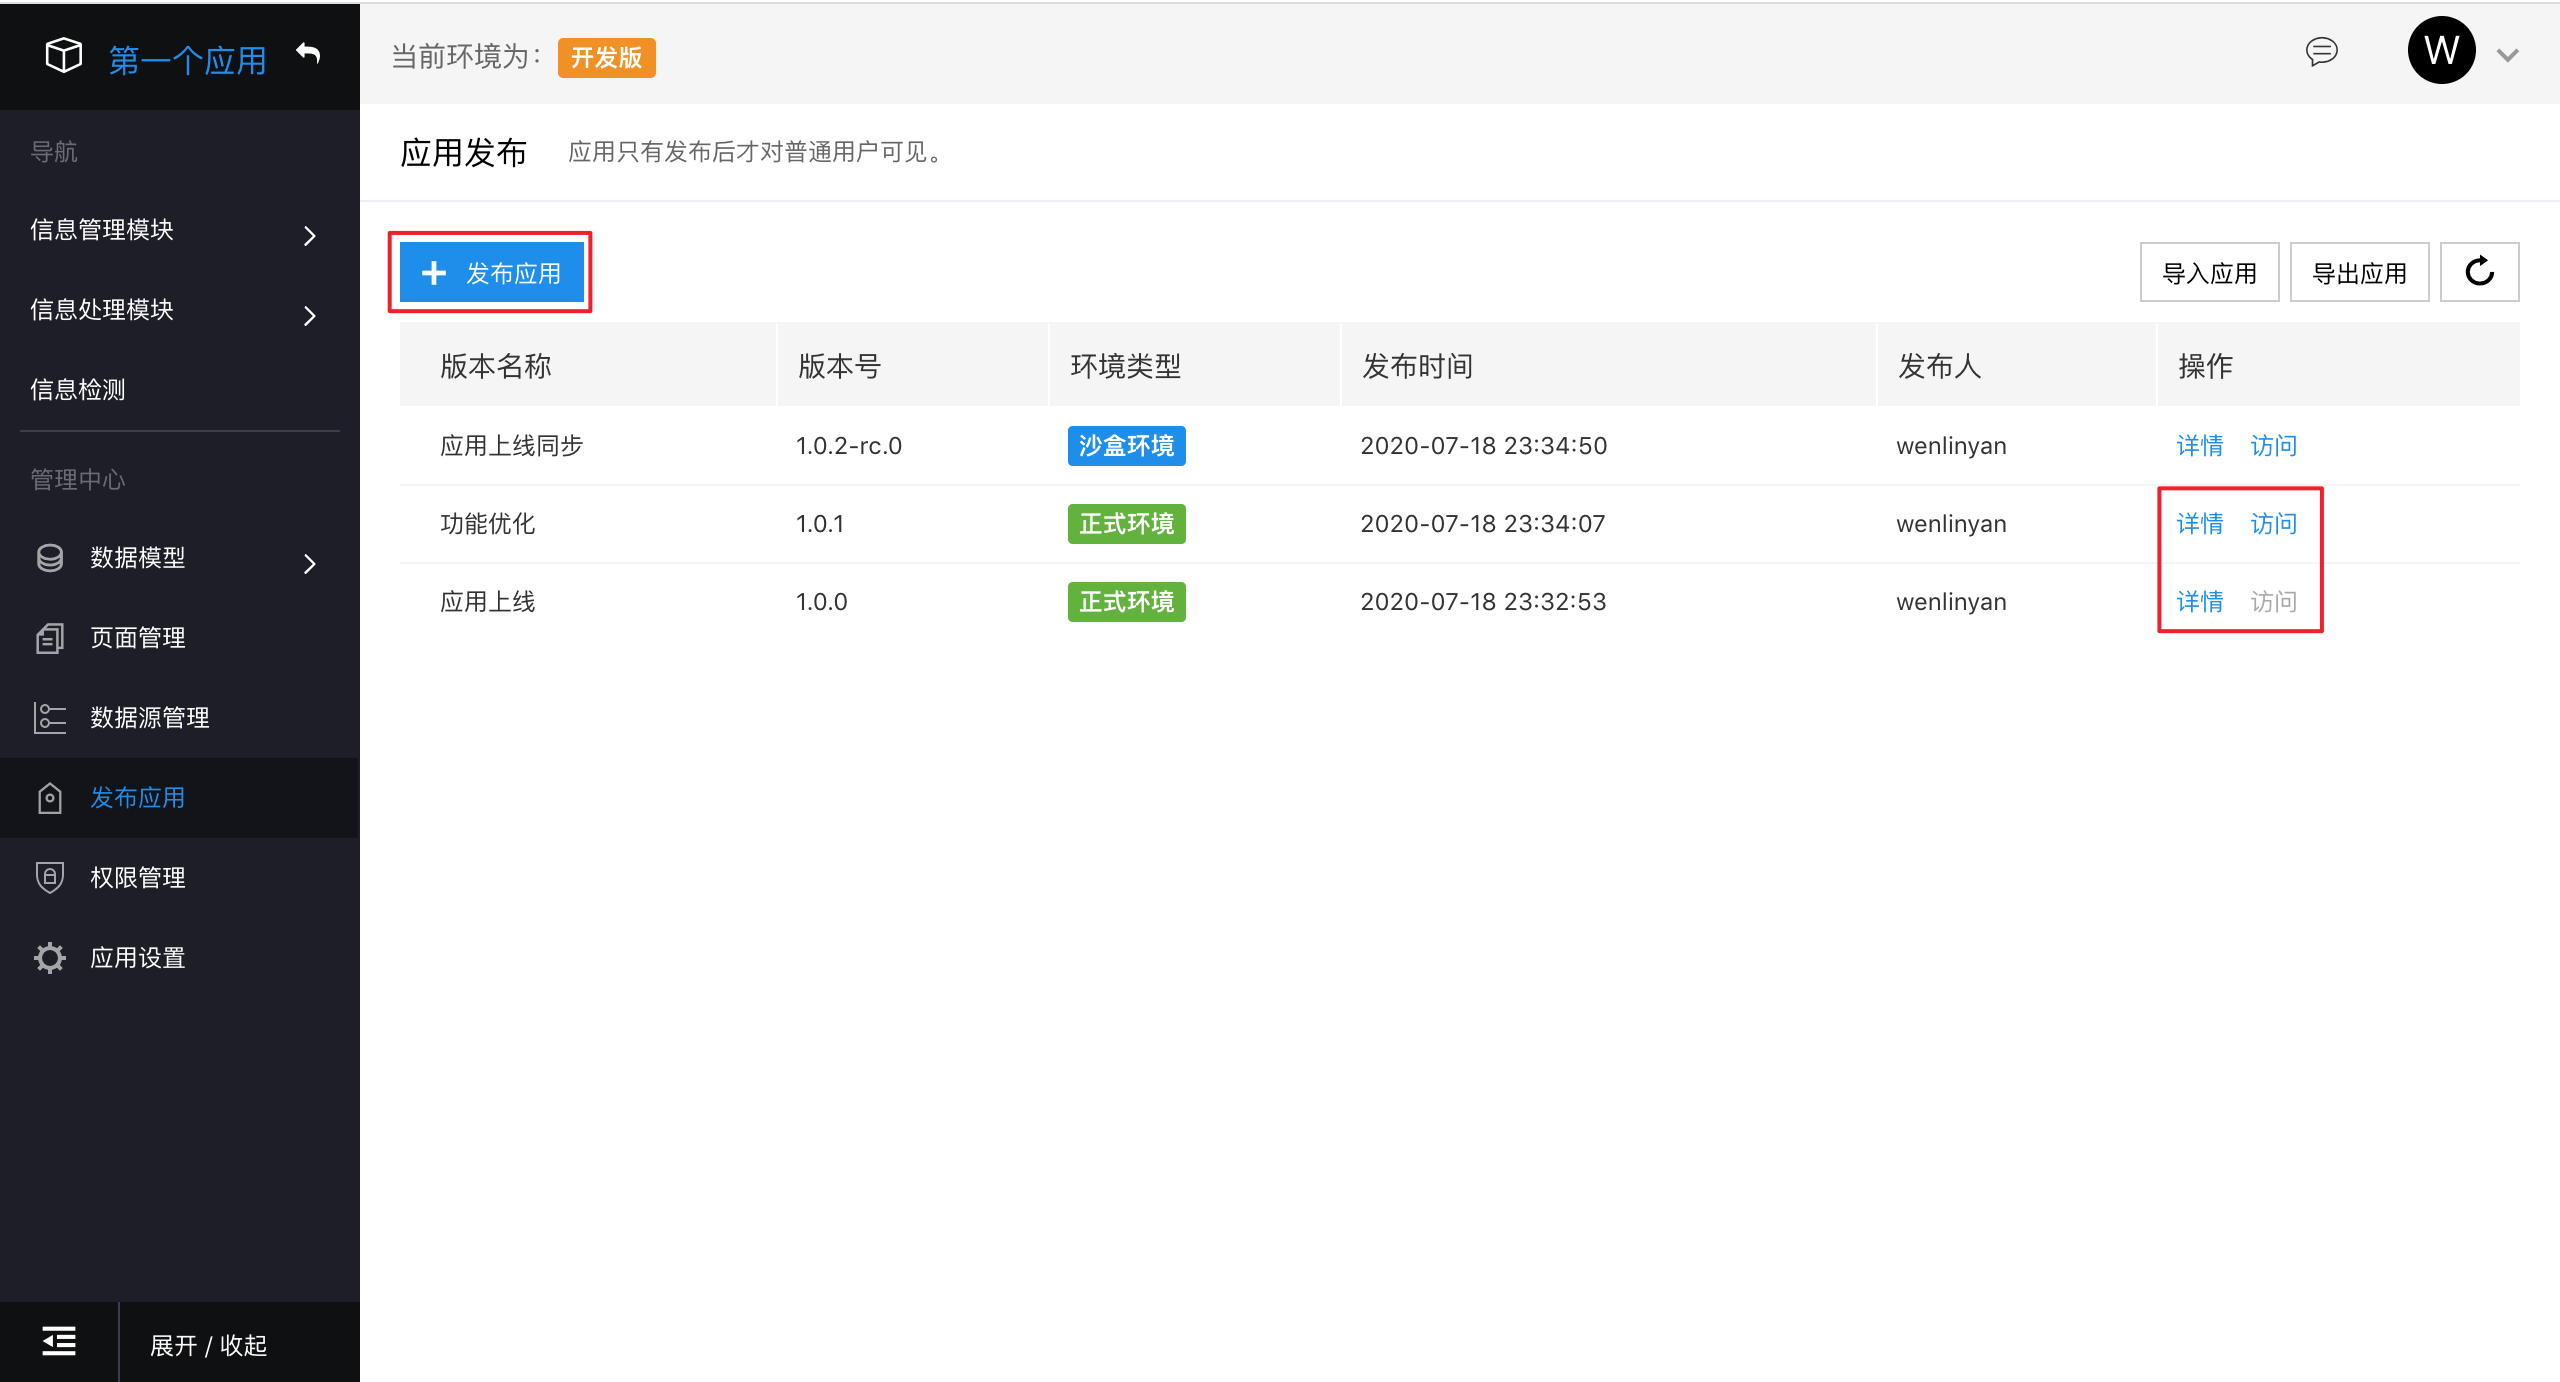 第一个应用
当前环境为：
开发版
W
导航
信息管理模块
信息处理模块
信息检测
管理中心
数据模型
页面管理
数据源管理
发布应用
权限管理
应用设置
展开 / 收起
应用发布
应用只有发布后才对普通用户可见。
发布应用
导入应用
导出应用
版本名称 版本号 环境类型 发布时间 发布人 操作
应用上线同步 1.0.2-rc.0 沙盒环境 2020-07-18 23:34:50 wenlinyan 详情 访问
功能优化 1.0.1 正式环境 2020-07-18 23:34:07 wenlinyan 详情 访问
应用上线 1.0.0 正式环境 2020-07-18 23:32:53 wenlinyan 详情 访问